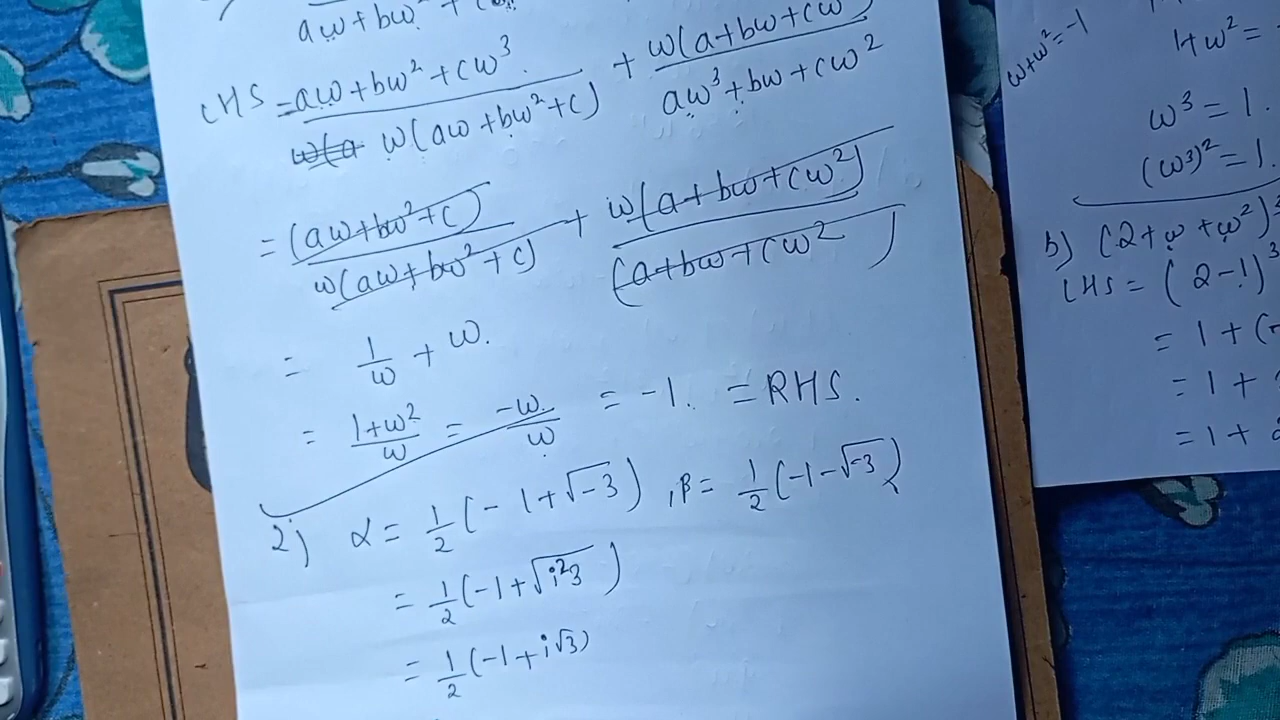 aω+bω² + c
LHS = aω + bω² + cω³ / ω(a ω(aω + bω² + c) + ω(a+bω+cω / aω³ + bω + cω²
= (aω+bω²+c) / ω(aω+bω²+c) + ω(a+bω+cω²) / (a+bω+cω²)
= 1/ω + ω.
= 1+ω²/ω = -ω/ω = -1. = RHS.
2) α = 1/2(-1+√-3) , β = 1/2(-1-√-3)
= 1/2(-1+√i²3)
= 1/2(-1+i√3)
ω+ω²=-1
1+ω² =
ω³ = 1.
(ω³)² = 1.
b) (2+ω+ω²)³
LHS = (2-1)³
= 1 + (-
= 1 +
= 1 +